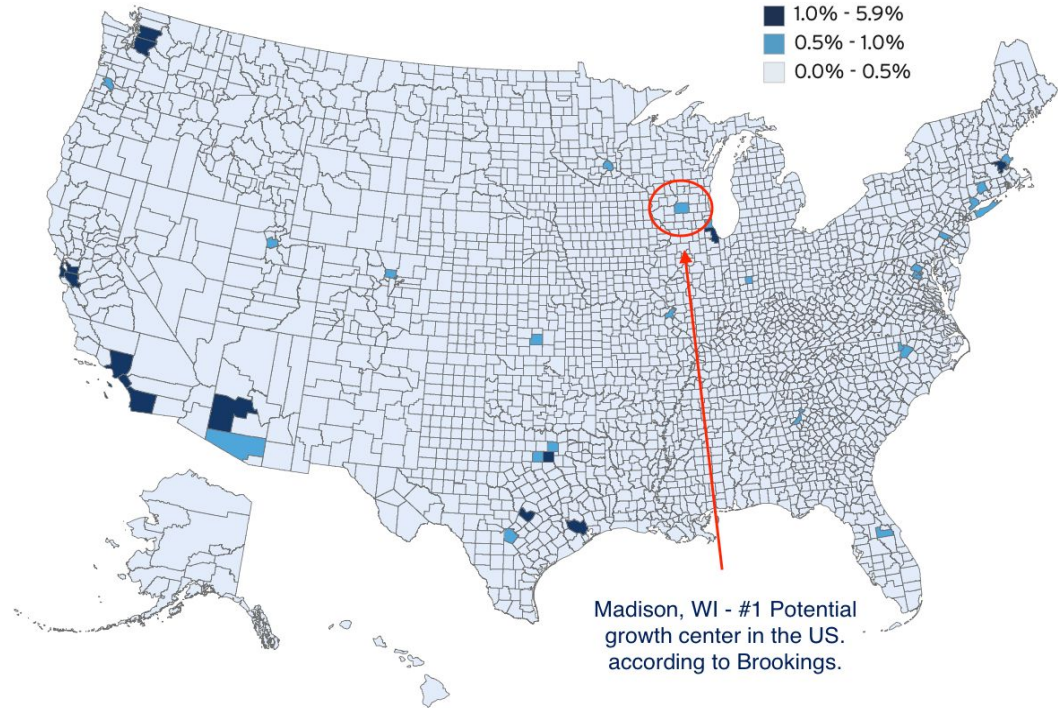 1.0% - 5.9%
0.5% - 1.0%
0.0% - 0.5%
Madison, WI - #1 Potential
growth center in the US.
according to Brookings.